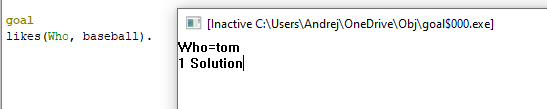 goal
likes(Who, baseball).
[Inactive C:\Users\Andrej\OneDrive\Obj\goal$000.exe]
Who=tom
1 Solution